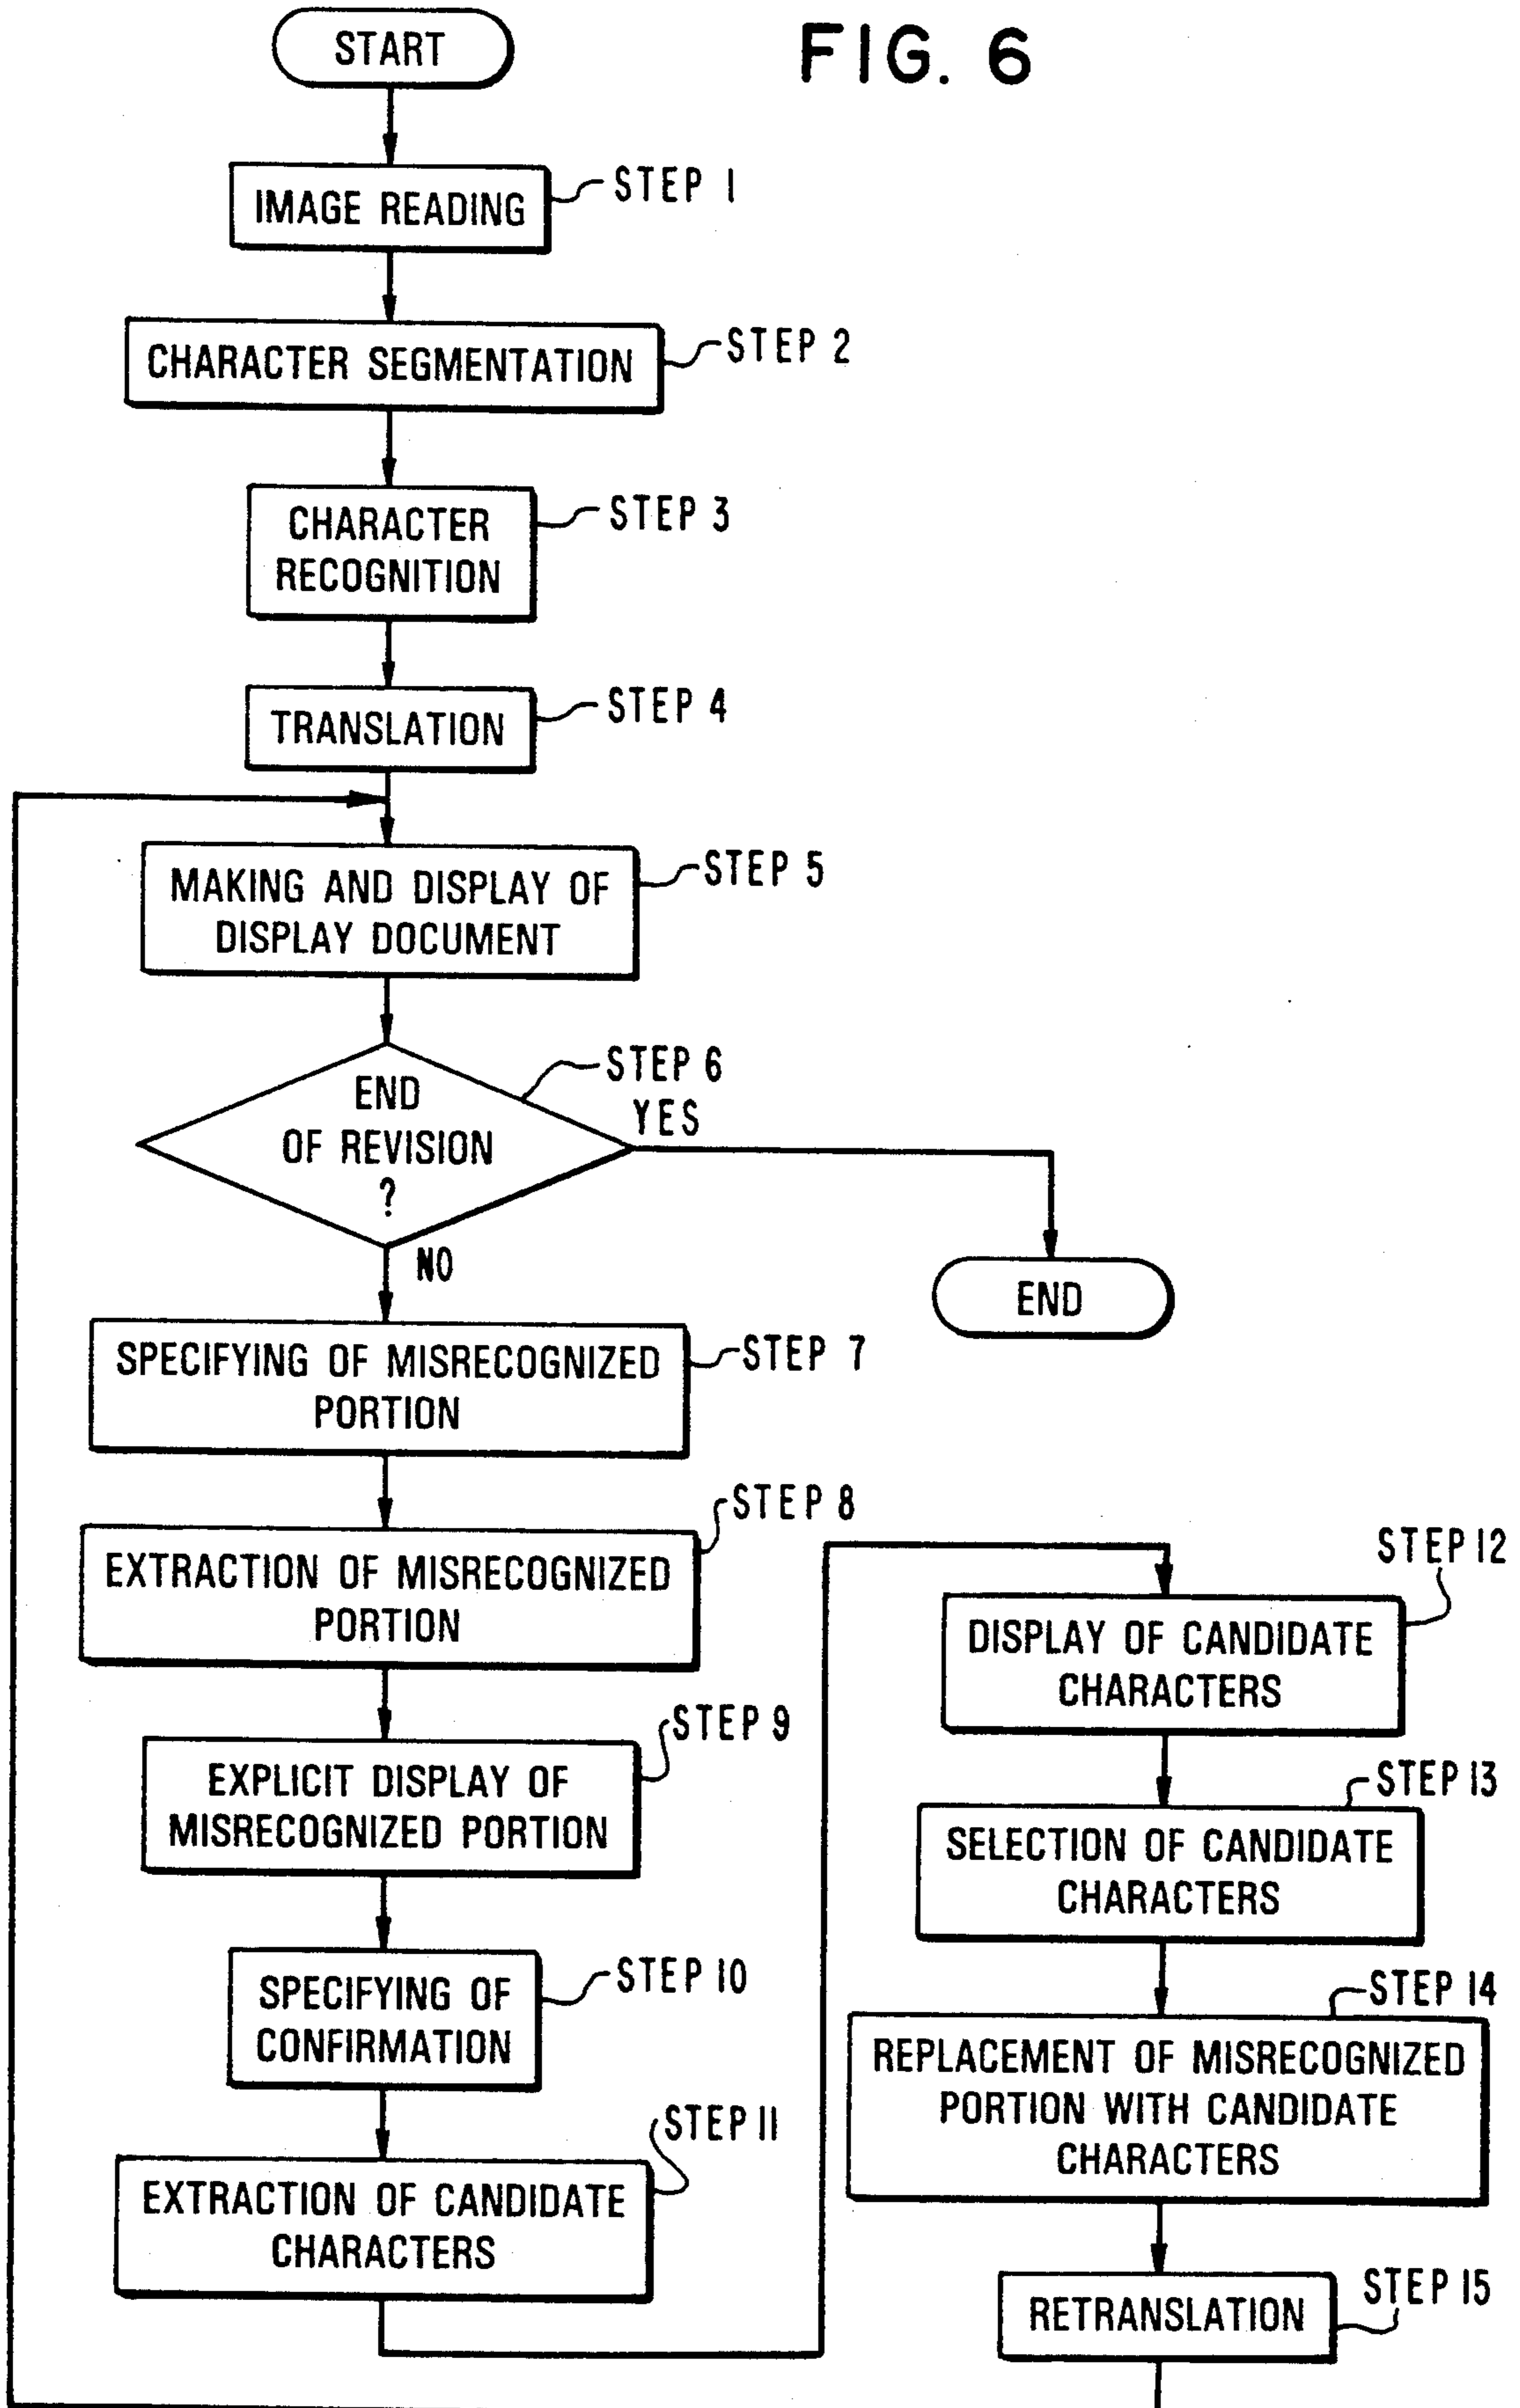 FIG. 6
START
IMAGE READING
STEP 1
CHARACTER SEGMENTATION
STEP 2
CHARACTER
RECOGNITION
STEP 3
TRANSLATION
STEP 4
MAKING AND DISPLAY OF
DISPLAY DOCUMENT
STEP 5
END
OF REVISION
?
STEP 6
YES
NO
END
SPECIFYING OF MISRECOGNIZED
PORTION
STEP 7
EXTRACTION OF MISRECOGNIZED
PORTION
STEP 8
EXPLICIT DISPLAY OF
MISRECOGNIZED PORTION
STEP 9
SPECIFYING OF
CONFIRMATION
STEP 10
EXTRACTION OF CANDIDATE
CHARACTERS
STEP 11
DISPLAY OF CANDIDATE
CHARACTERS
STEP 12
SELECTION OF CANDIDATE
CHARACTERS
STEP 13
REPLACEMENT OF MISRECOGNIZED
PORTION WITH CANDIDATE
CHARACTERS
STEP 14
RETRANSLATION
STEP 15